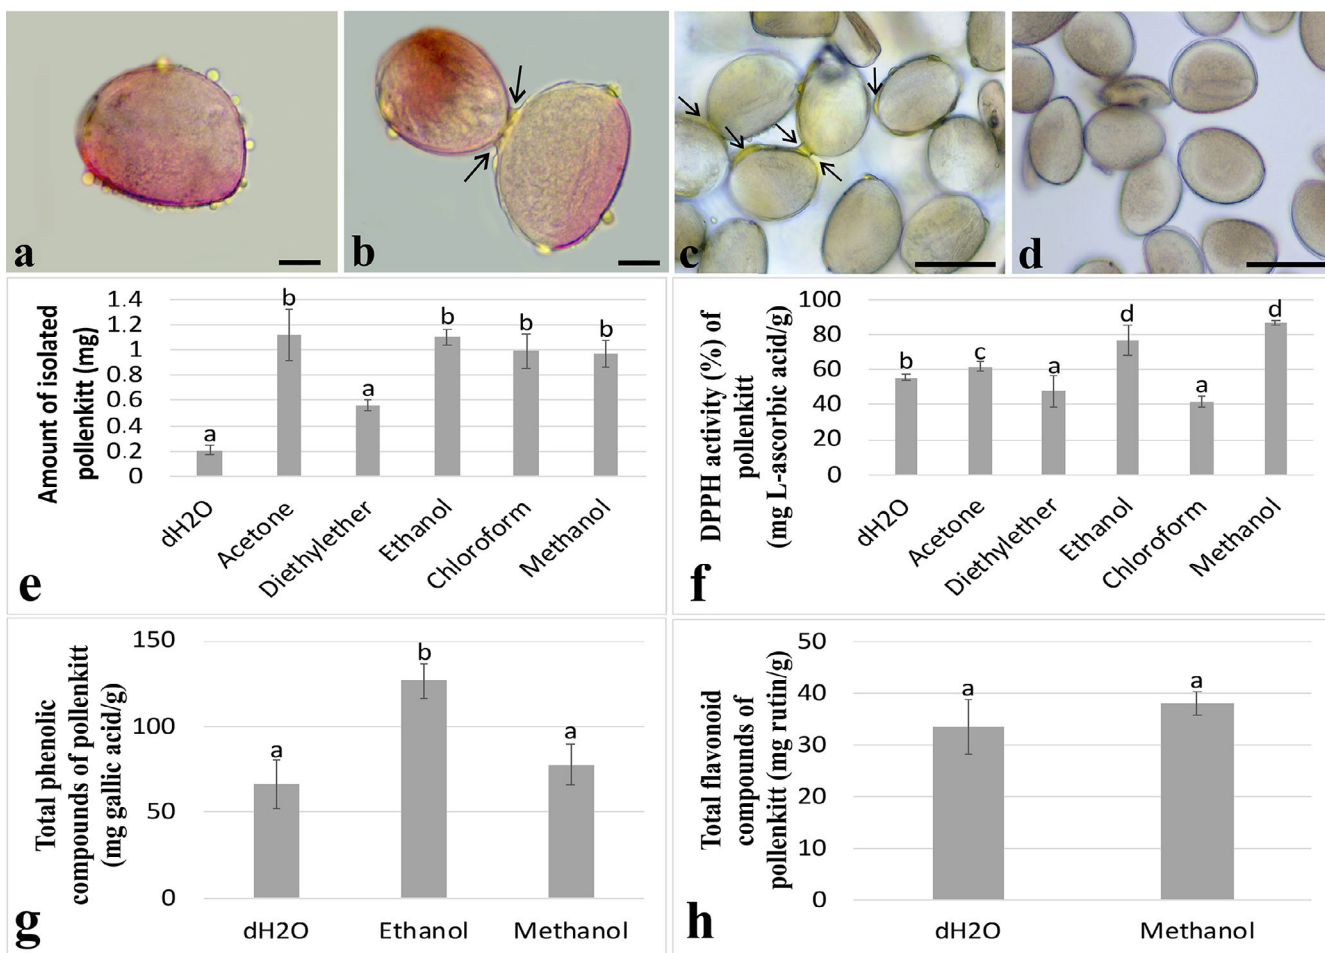 a
b
c
d
Amount of isolated
pollenkitt (mg)
1.4
1.2
1
0.8
0.6
0.4
0.2
0
a
b
a
b
b
b
dH2O
Acetone
Diethylether
Ethanol
Chloroform
Methanol
e
DPPH activity (%) of
pollenkitt
(mg L-ascorbic acid/g)
100
80
60
40
20
0
b
c
a
d
a
d
dH2O
Acetone
Diethylether
Ethanol
Chloroform
Methanol
f
Total phenolic
compounds of pollenkitt
(mg gallic acid/g)
150
100
50
0
a
b
a
dH2O
Ethanol
Methanol
g
Total flavonoid
compounds of
pollenkitt (mg rutin/g)
50
40
30
20
10
0
a
a
dH2O
Methanol
h